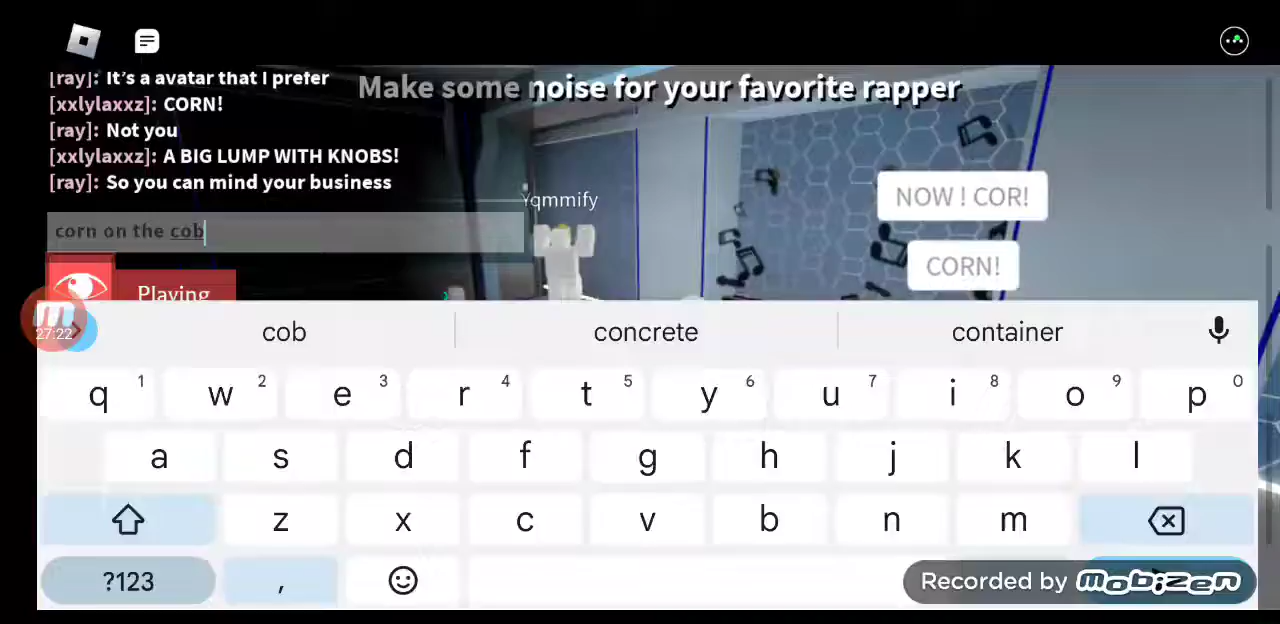 [ray]: It's a avatar that I prefer
[xxlylaxxz]: CORN!
[ray]: Not you
[xxlylaxxz]: A BIG LUMP WITH KNOBS!
[ray]: So you can mind your business
Make some noise for your favorite rapper
Yqmmify
NOW I COR!
CORN!
corn on the cob
Playing
27:22
cob concrete container
q 1 w 2 e 3 r 4 t 5 y 6 u 7 i 8 o 9 p 0
a s d f g h j k l
z x c v b n m
?123 ,
Recorded by mobizen